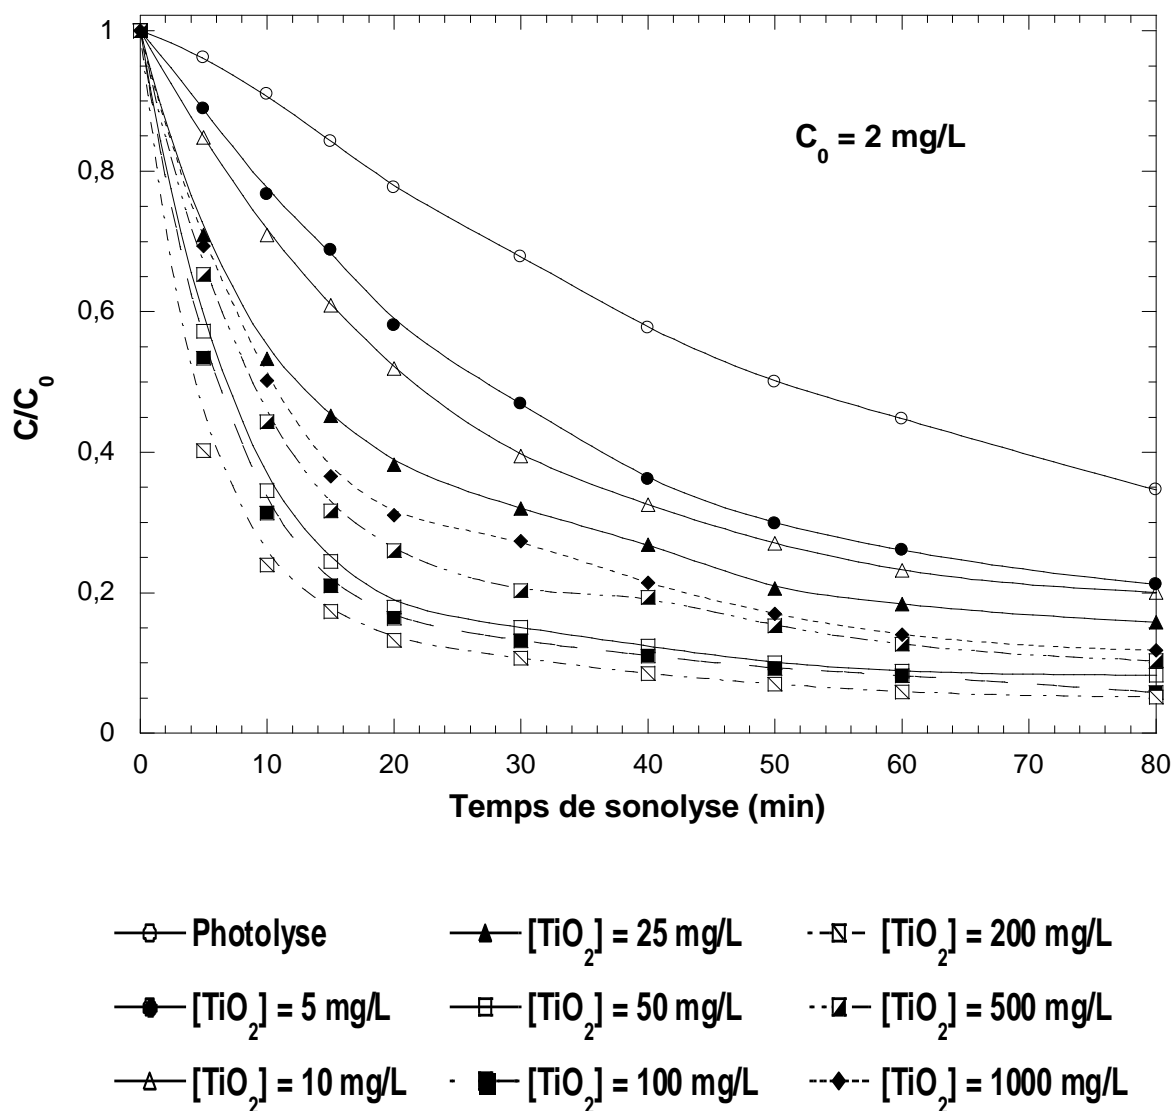 1
0,8
0,6
0,4
0,2
0
C/C0
C0 = 2 mg/L
0 10 20 30 40 50 60 70 80
Temps de sonolyse (min)
Photolyse [TiO2] = 25 mg/L [TiO2] = 200 mg/L
[TiO2] = 5 mg/L [TiO2] = 50 mg/L [TiO2] = 500 mg/L
[TiO2] = 10 mg/L [TiO2] = 100 mg/L [TiO2] = 1000 mg/L